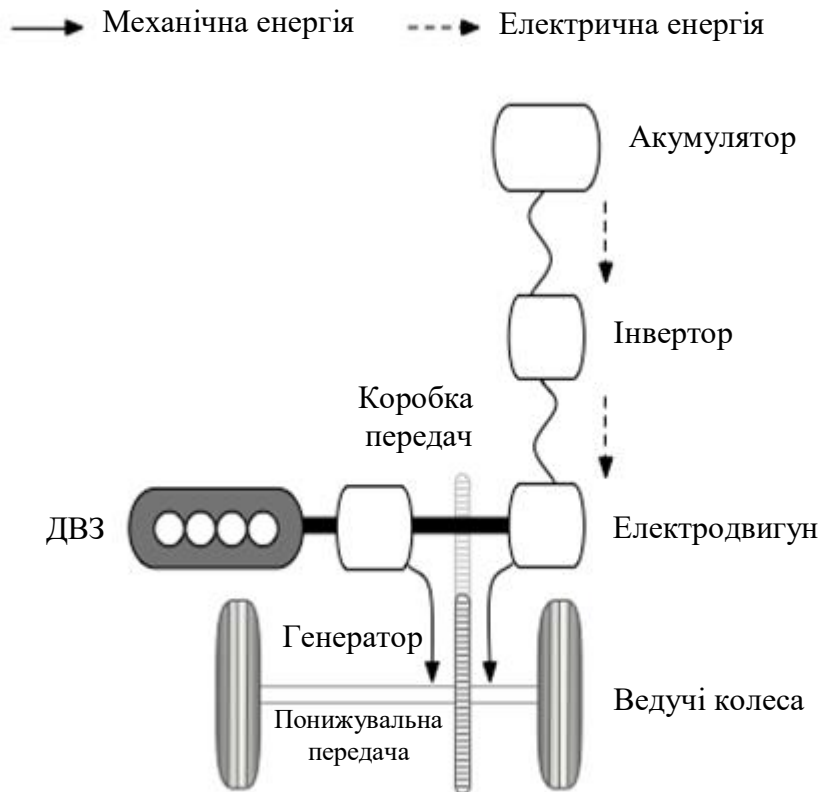 Механічна енергія
Електрична енергія
Акумулятор
Інвертор
Коробка
передач
ДВЗ
Електродвигун
Генератор
Ведучі колеса
Понижувальна
передача